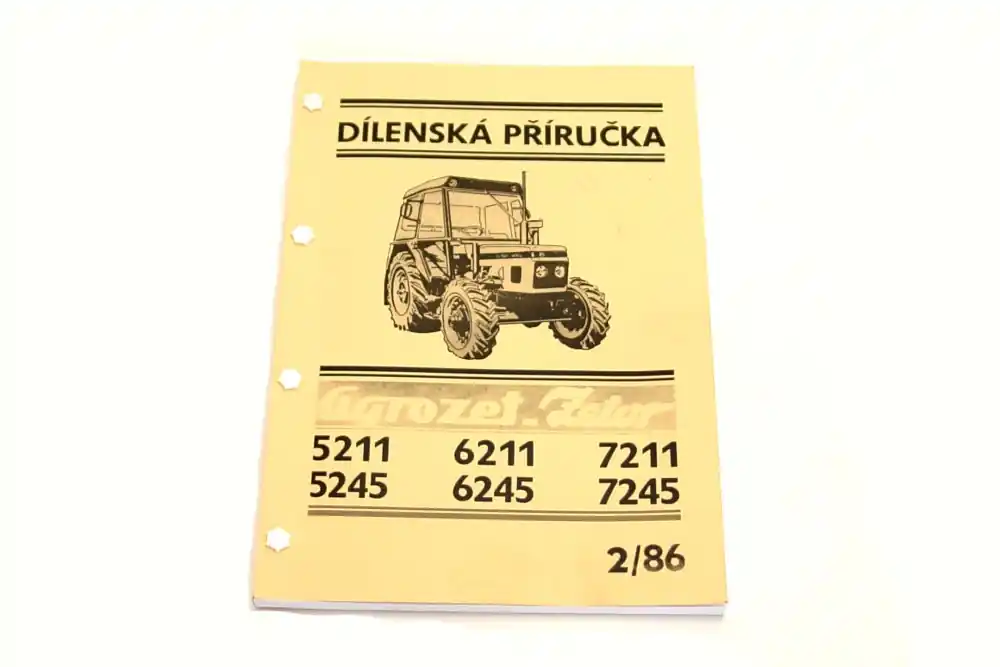 DÍLENSKÁ PŘÍRUČKA
Agrozet-Zetor
5211 6211 7211
5245 6245 7245
2/86